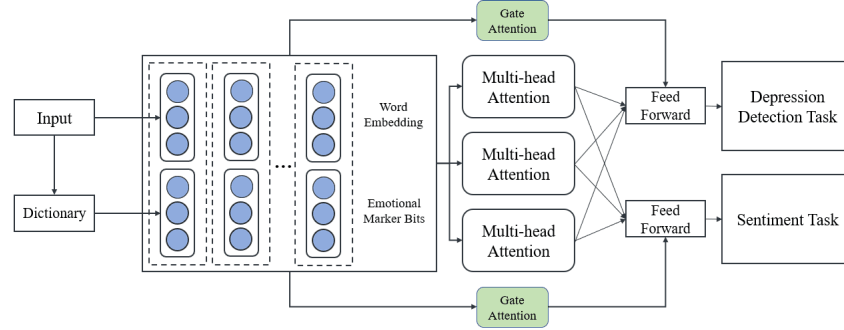 Gate
Attention
Input
Dictionary
Word
Embedding
...
Emotional
Marker Bits
Multi-head
Attention
Multi-head
Attention
Multi-head
Attention
Feed
Forward
Feed
Forward
Depression
Detection Task
Sentiment Task
Gate
Attention